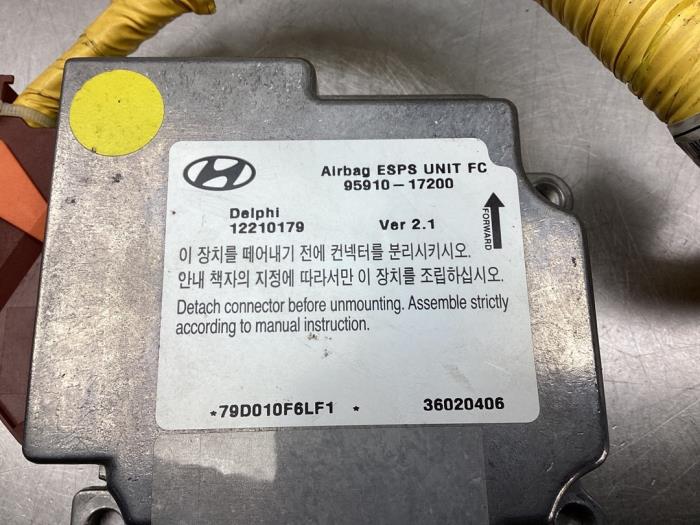 Airbag ESPS UNIT FC
95910-17200
Delphi
12210179
Ver 2.1
FORWARD
이 장치를 떼어내기 전에 컨넥터를 분리시키시오.
안내 책자의 지정에 따라서만 이 장치를 조립하십시오.
Detach connector before unmounting. Assemble strictly
according to manual instruction.
*79D010F6LF1 *
36020406